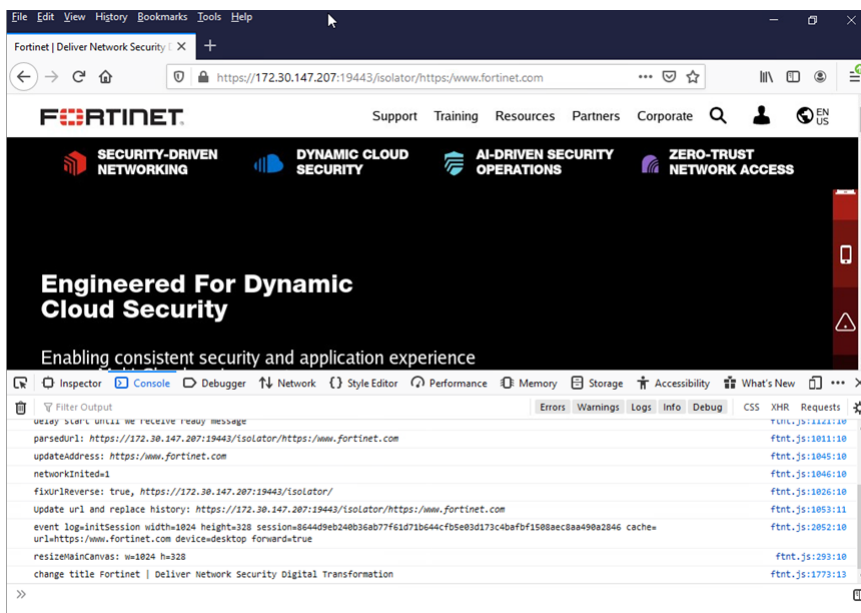 File Edit View History Bookmarks Tools Help
Fortinet | Deliver Network Security
https://172.30.147.207:19443/isolator/https:/www.fortinet.com
FORTINET
Support Training Resources Partners Corporate EN
US
SECURITY-DRIVEN DYNAMIC CLOUD AI-DRIVEN SECURITY ZERO-TRUST
NETWORKING SECURITY OPERATIONS NETWORK ACCESS
Engineered For Dynamic
Cloud Security
Enabling consistent security and application experience
Inspector Console Debugger Network Style Editor Performance Memory Storage Accessibility What's New
Filter Output Errors Warnings Logs Info Debug CSS XHR Requests
delay start until we receive ready message ftnt.js:1121:10
parsedUrl: https://172.30.147.207:19443/isolator/https:/www.fortinet.com ftnt.js:1011:10
updateAddress: https:/www.fortinet.com ftnt.js:1045:10
networkInited=1 ftnt.js:1046:10
fixUrlReverse: true, https://172.30.147.207:19443/isolator/ ftnt.js:1026:10
Update url and replace history: https://172.30.147.207:19443/isolator/https:/www.fortinet.com ftnt.js:1053:11
event log=initSession width=1024 height=328 session=8644d9eb240b36ab77f61d71b644cfb5e03d173c4bafbf1508aec8aa490a2846 cache= ftnt.js:2052:10
url=https:/www.fortinet.com device=desktop forward=true
resizeMainCanvas: w=1024 h=328 ftnt.js:293:10
change title Fortinet | Deliver Network Security Digital Transformation ftnt.js:1773:13